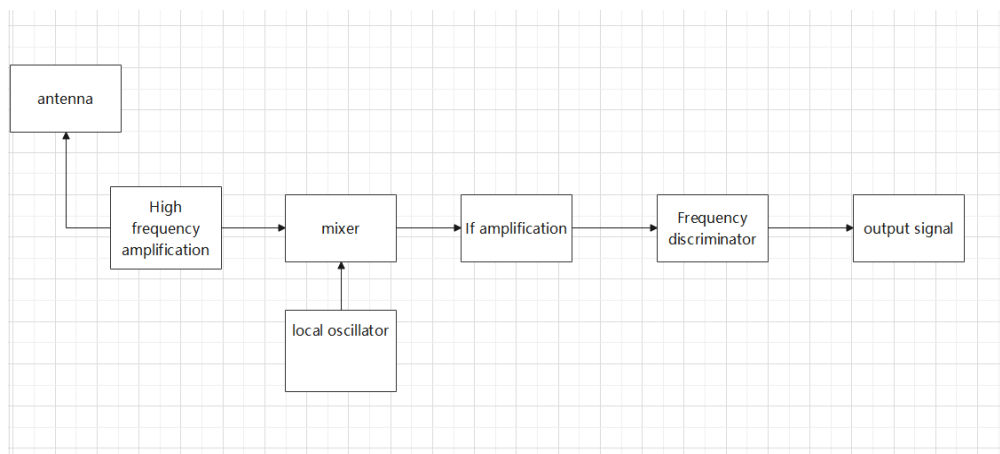 antenna
High
frequency
amplification
mixer
If amplification
Frequency
discriminator
output signal
local oscillator